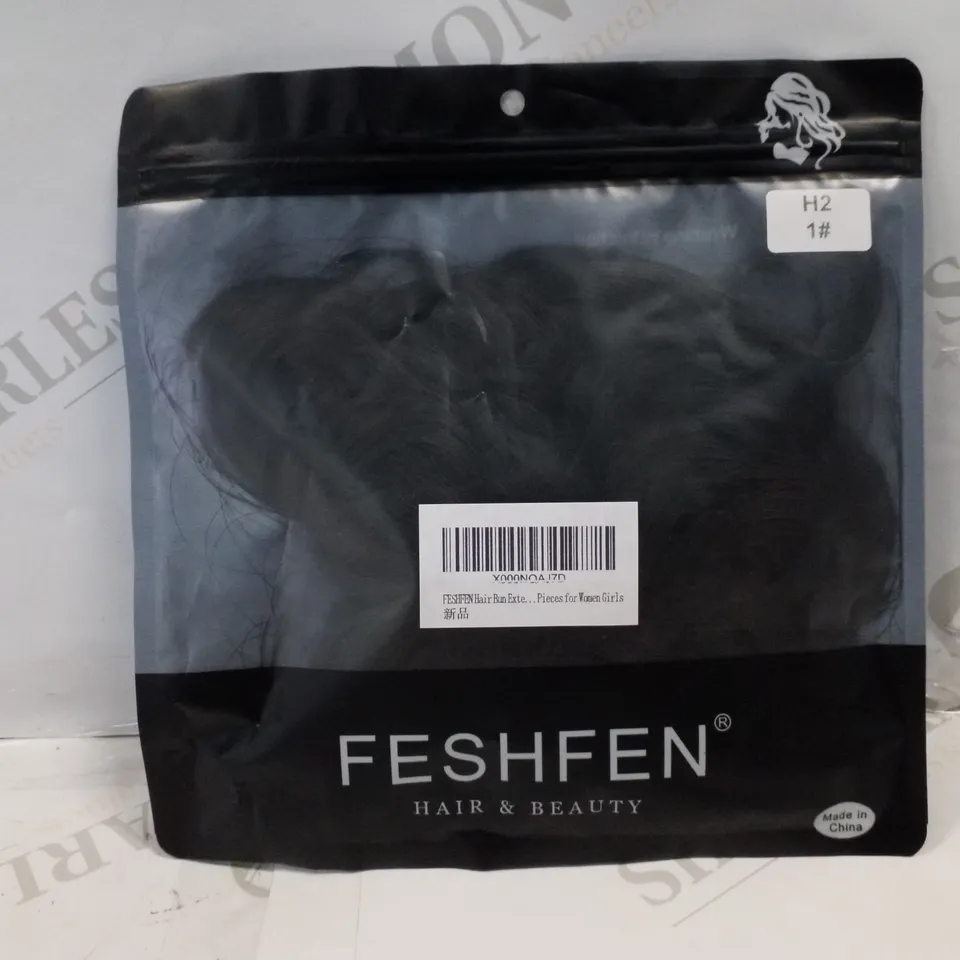 H2
1#
X000NQAJ7D
FESHFEN Hair Bun Exte...Pieces for Women Girls
新品
FESHFEN®
HAIR & BEAUTY
Made in
China